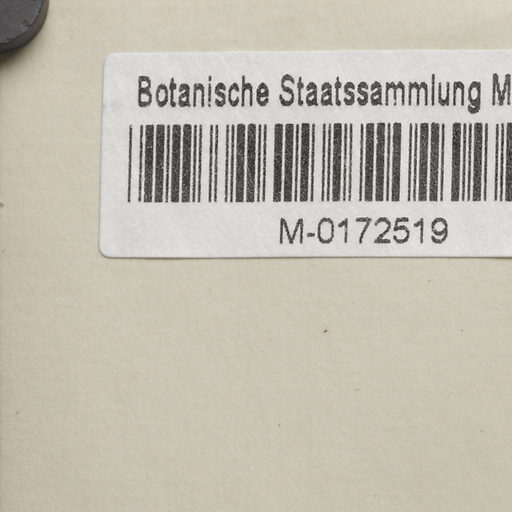 Botanische Staatssammlung M
M-0172519